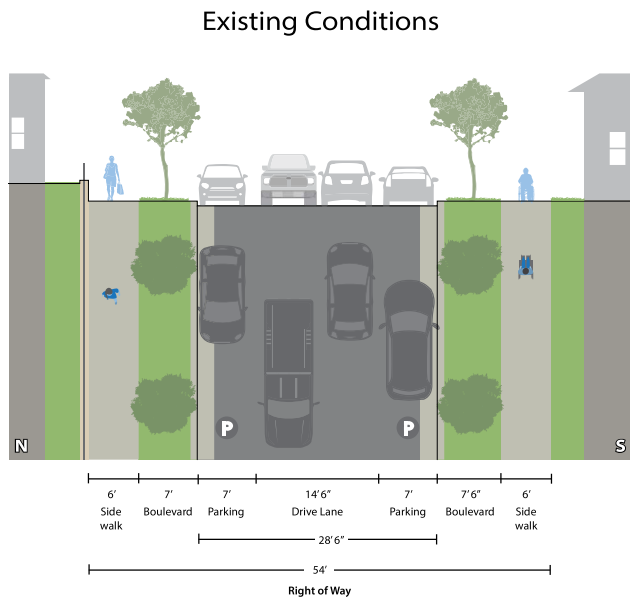 Existing Conditions
N
P
P
S
6’ 7’ 7’ 14’ 6” 7’ 7’ 6” 6’
Side walk Boulevard Parking Drive Lane Parking Boulevard Side walk
28’ 6”
54’
Right of Way